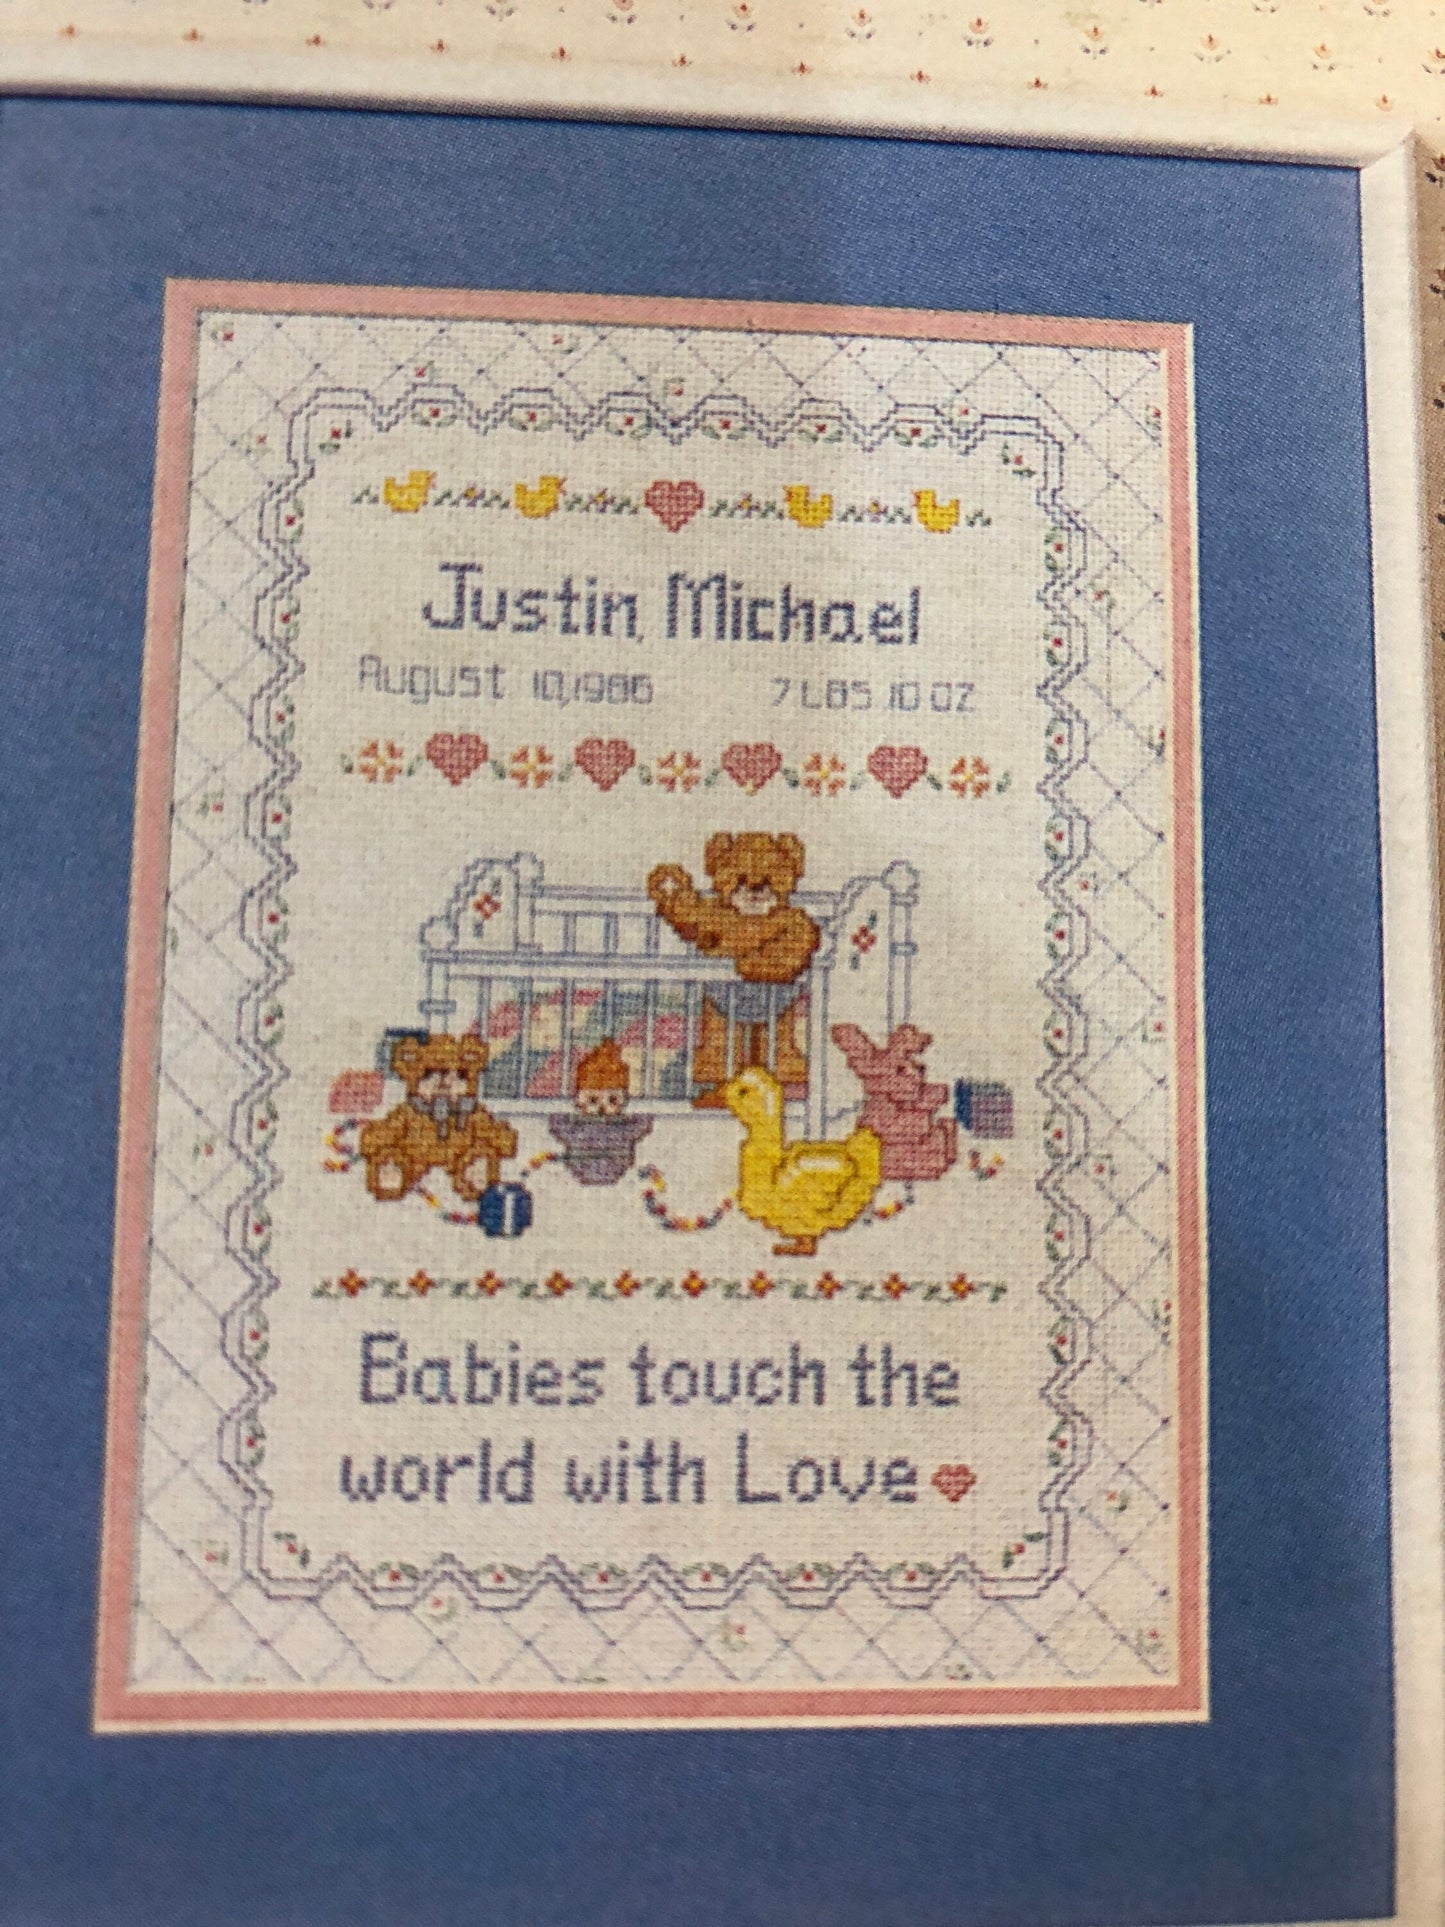 Justin Michael
August 10, 1986 7 LBS 10 OZ
Babies touch the
world with Love